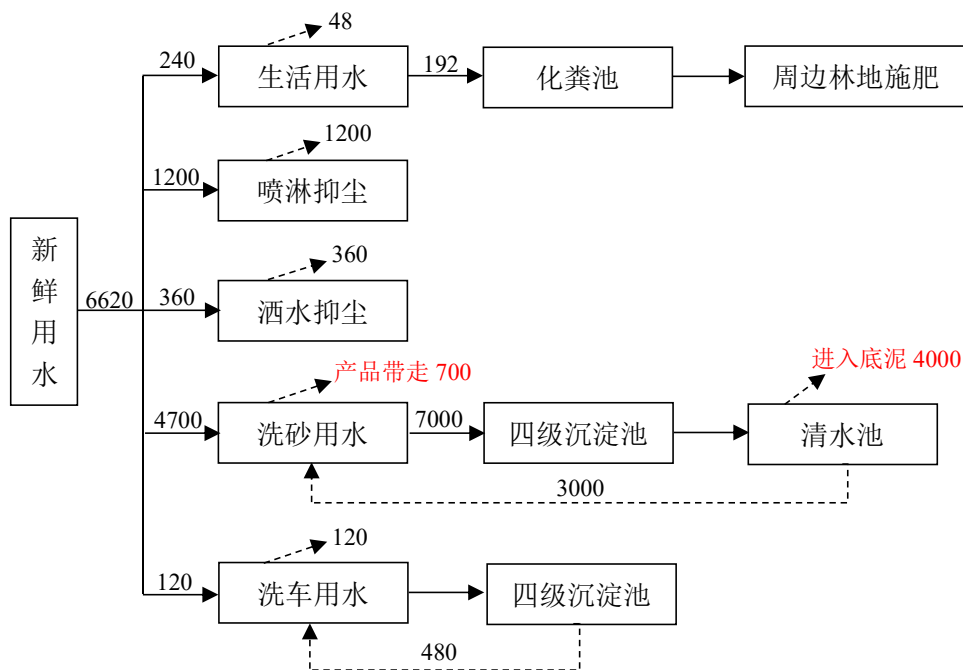 48
240
生活用水
192
化粪池
周边林地施肥
1200
1200
喷淋抑尘
新鲜用水
6620
360
360
洒水抑尘
产品带走 700
进入底泥 4000
4700
洗砂用水
7000
四级沉淀池
清水池
3000
120
120
洗车用水
四级沉淀池
480